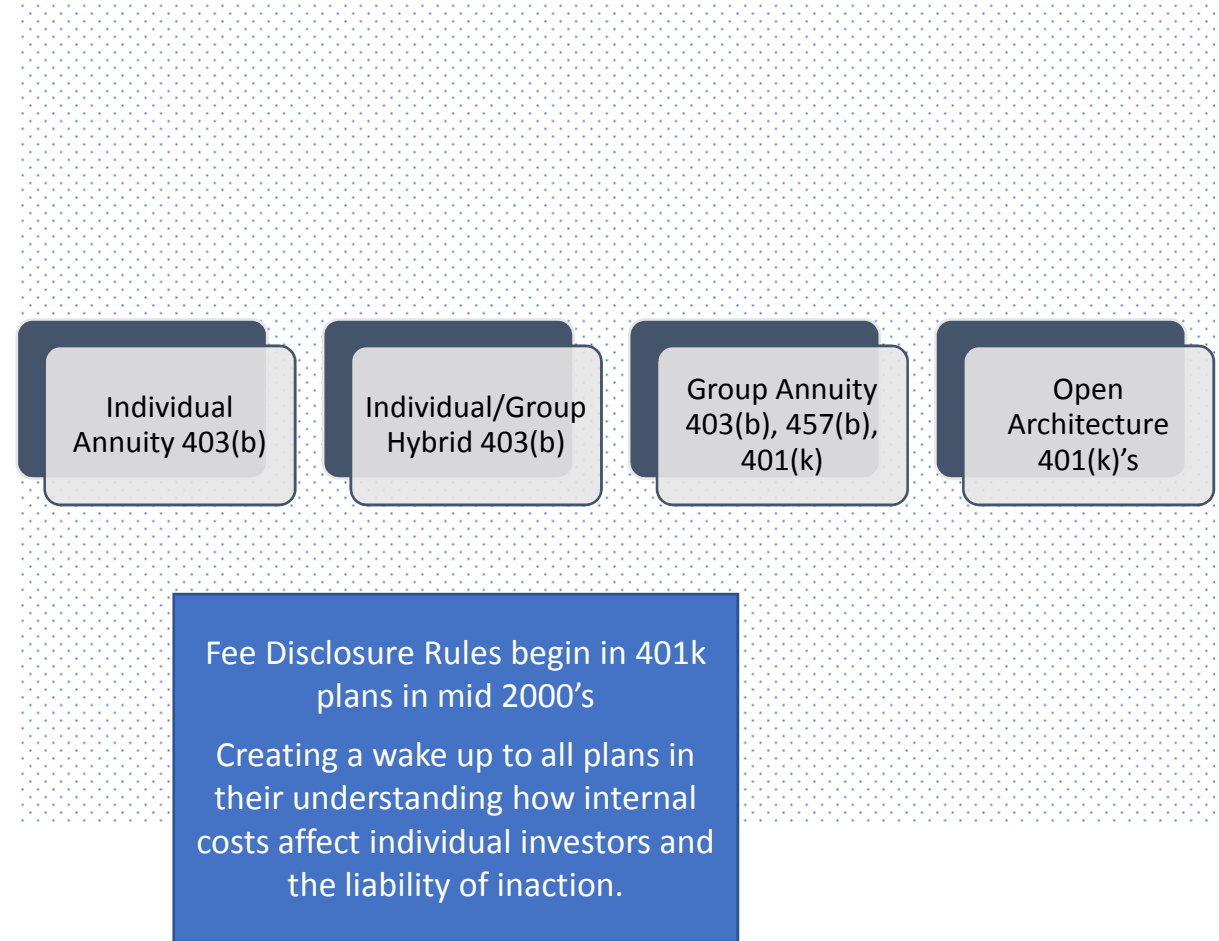 Individual
Annuity 403(b)
Individual/Group
Hybrid 403(b)
Group Annuity
403(b), 457(b),
401(k)
Open
Architecture
401(k)’s
Fee Disclosure Rules begin in 401k
plans in mid 2000’s
Creating a wake up to all plans in
their understanding how internal
costs affect individual investors and
the liability of inaction.